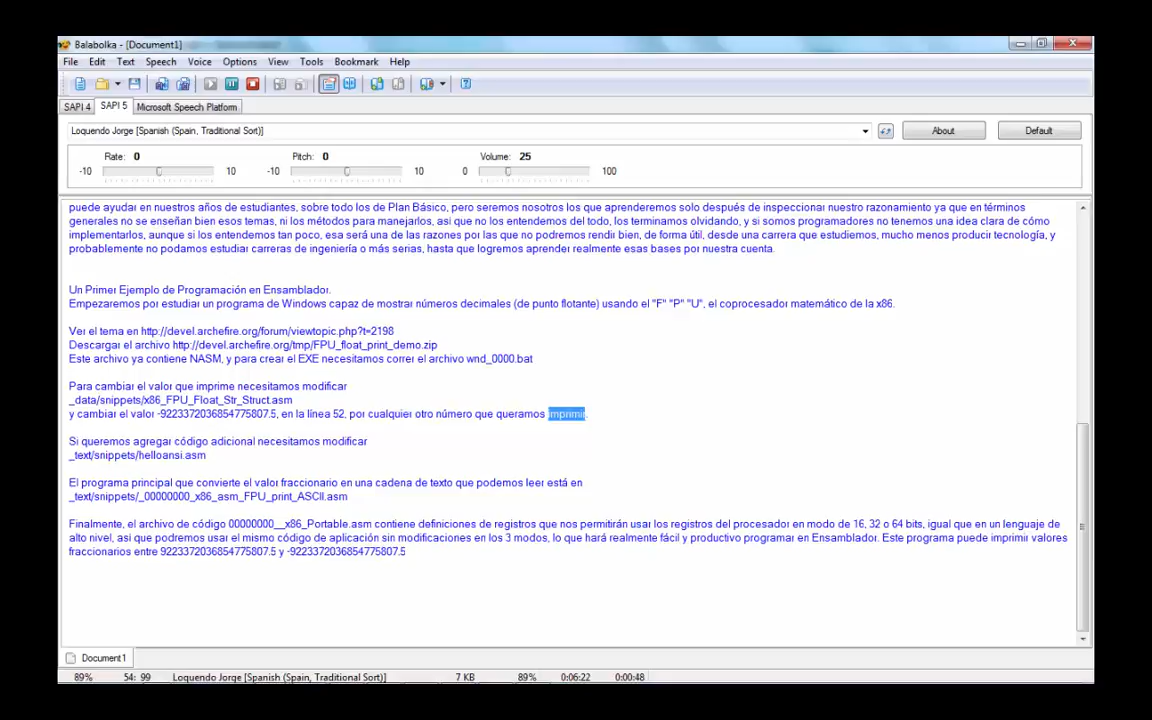 Balabolka - [Document1]
File Edit Text Speech Voice Options View Tools Bookmark Help
SAPI 4 SAPI 5 Microsoft Speech Platform
Loquendo Jorge [Spanish (Spain, Traditional Sort)] About Default
Rate: 0 Pitch: 0 Volume: 25
-10 10 -10 10 0 100
puede ayudar en nuestros años de estudiantes, sobre todo los de Plan Básico, pero seremos nosotros los que aprenderemos solo después de inspeccionar nuestro razonamiento ya que en términos
generales no se enseñan bien esos temas, ni los métodos para manejarlos, asi que no los entendemos del todo, los terminamos olvidando, y si somos programadores no tenemos una idea clara de cómo
implementarlos, aunque si los entendemos tan poco, esa será una de las razones por las que no podremos rendir bien, de forma útil, desde una carrera que estudiemos, mucho menos producir tecnología, y
probablemente no podamos estudiar carreras de ingeniería o más serias, hasta que logremos aprender realmente esas bases por nuestra cuenta.
Un Primer Ejemplo de Programación en Ensamblador.
Empezaremos por estudiar un programa de Windows capaz de mostrar números decimales (de punto flotante) usando el "F" "P" "U", el coprocesador matemático de la x86.
Ver el tema en http://devel.archefire.org/forum/viewtopic.php?t=2198
Descargar el archivo http://devel.archefire.org/tmp/FPU_float_print_demo.zip
Este archivo ya contiene NASM, y para crear el EXE necesitamos correr el archivo wnd_0000.bat
Para cambiar el valor que imprime necesitamos modificar
_data/snippets/x86_FPU_Float_Str_Struct.asm
y cambiar el valor -9223372036854775807.5, en la línea 52, por cualquier otro número que queramos imprimir.
Si queremos agregar código adicional necesitamos modificar
_text/snippets/helloansi.asm
El programa principal que convierte el valor fraccionario en una cadena de texto que podemos leer está en
_text/snippets/_00000000_x86_asm_FPU_print_ASCII.asm
Finalmente, el archivo de código 00000000__x86_Portable.asm contiene definiciones de registros que nos permitirán usar los registros del procesador en modo de 16, 32 o 64 bits, igual que en un lenguaje de
alto nivel, asi que podremos usar el mismo código de aplicación sin modificaciones en los 3 modos, lo que hará realmente fácil y productivo programar en Ensamblador. Este programa puede imprimir valores
fraccionarios entre 9223372036854775807.5 y -9223372036854775807.5
Document1
89% 54: 99 Loquendo Jorge [Spanish (Spain, Traditional Sort)] 7 KB 89% 0:06:22 0:00:48